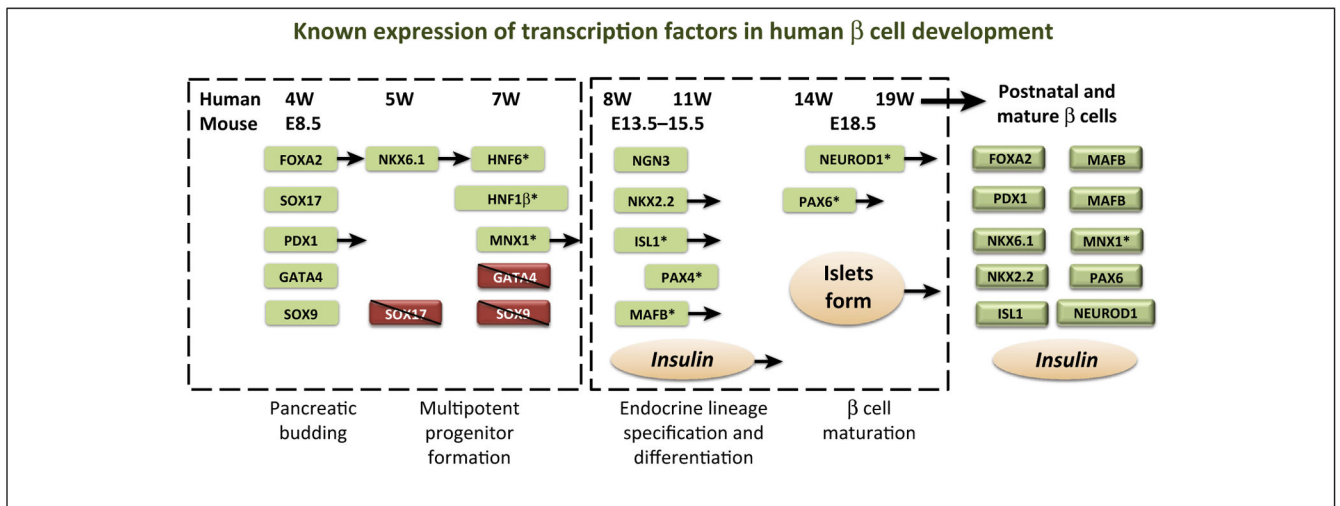 Known expression of transcription factors in human β cell development
Human 4W 5W 7W 8W 11W 14W 19W
Mouse E8.5 E13.5–15.5 E18.5
Postnatal and
mature β cells
FOXA2 NKX6.1 HNF6* NGN3 NEUROD1* FOXA2 MAFB
SOX17 HNF1β* NKX2.2 PAX6* PDX1 MAFB
PDX1 MNX1* ISL1* NKX6.1 MNX1*
GATA4 GATA4 PAX4* NKX2.2 PAX6
SOX9 SOX17 SOX9 MAFB* ISL1 NEUROD1
Islets
form
Insulin Insulin
Pancreatic
budding
Multipotent
progenitor
formation
Endocrine lineage
specification and
differentiation
β cell
maturation